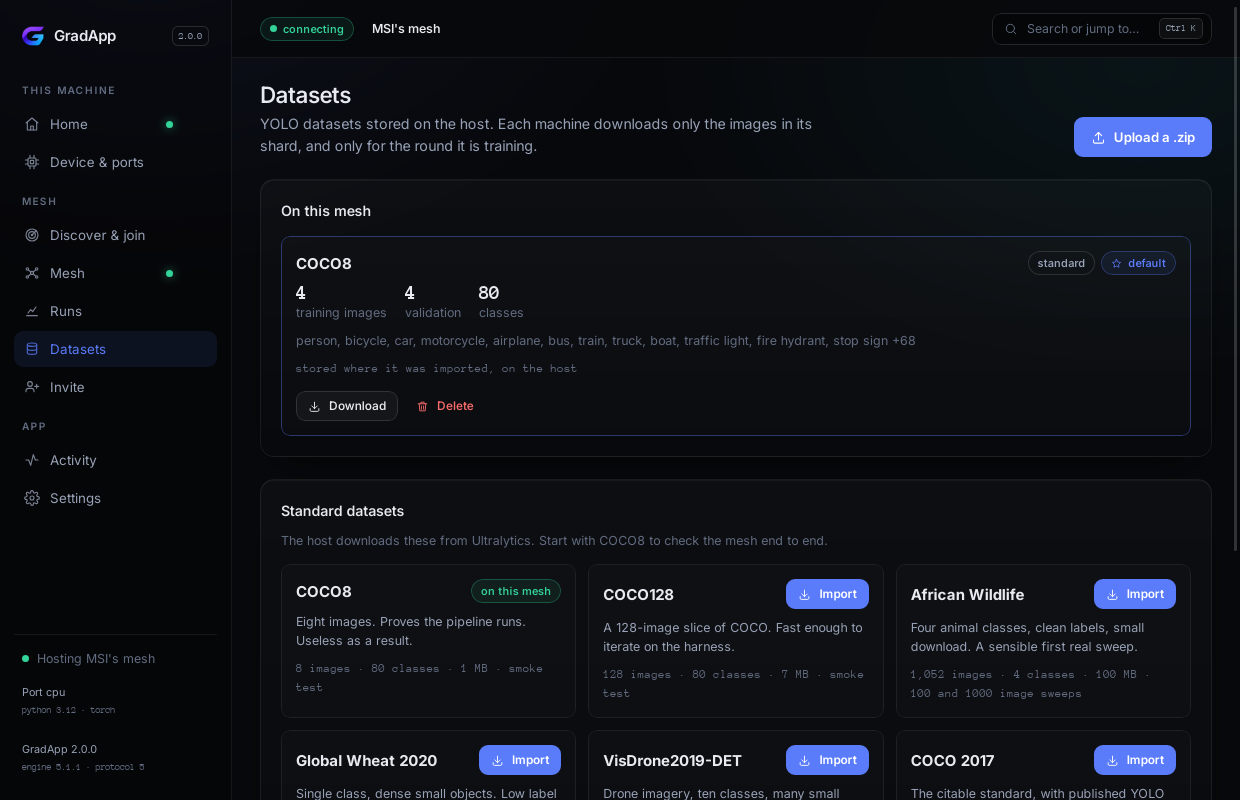 GradApp
2.0.0
THIS MACHINE
Home
Device & ports
MESH
Discover & join
Mesh
Runs
Datasets
Invite
APP
Activity
Settings
Hosting MSI's mesh
Port cpu
python 3.12 · torch
GradApp 2.0.0
engine 5.1.1 · protocol 5
connecting
MSI's mesh
Search or jump to...
Ctrl K
Datasets
YOLO datasets stored on the host. Each machine downloads only the images in its
shard, and only for the round it is training.
Upload a .zip
On this mesh
COCO8
standard
default
4 4 80
training images validation classes
person, bicycle, car, motorcycle, airplane, bus, train, truck, boat, traffic light, fire hydrant, stop sign +68
stored where it was imported, on the host
Download
Delete
Standard datasets
The host downloads these from Ultralytics. Start with COCO8 to check the mesh end to end.
COCO8
on this mesh
Eight images. Proves the pipeline runs.
Useless as a result.
8 images · 80 classes · 1 MB · smoke
test
COCO128
Import
A 128-image slice of COCO. Fast enough to
iterate on the harness.
128 images · 80 classes · 7 MB · smoke
test
African Wildlife
Import
Four animal classes, clean labels, small
download. A sensible first real sweep.
1,052 images · 4 classes · 100 MB ·
100 and 1000 image sweeps
Global Wheat 2020
Import
Single class, dense small objects. Low label
VisDrone2019-DET
Import
Drone imagery, ten classes, many small
COCO 2017
Import
The citable standard, with published YOLO